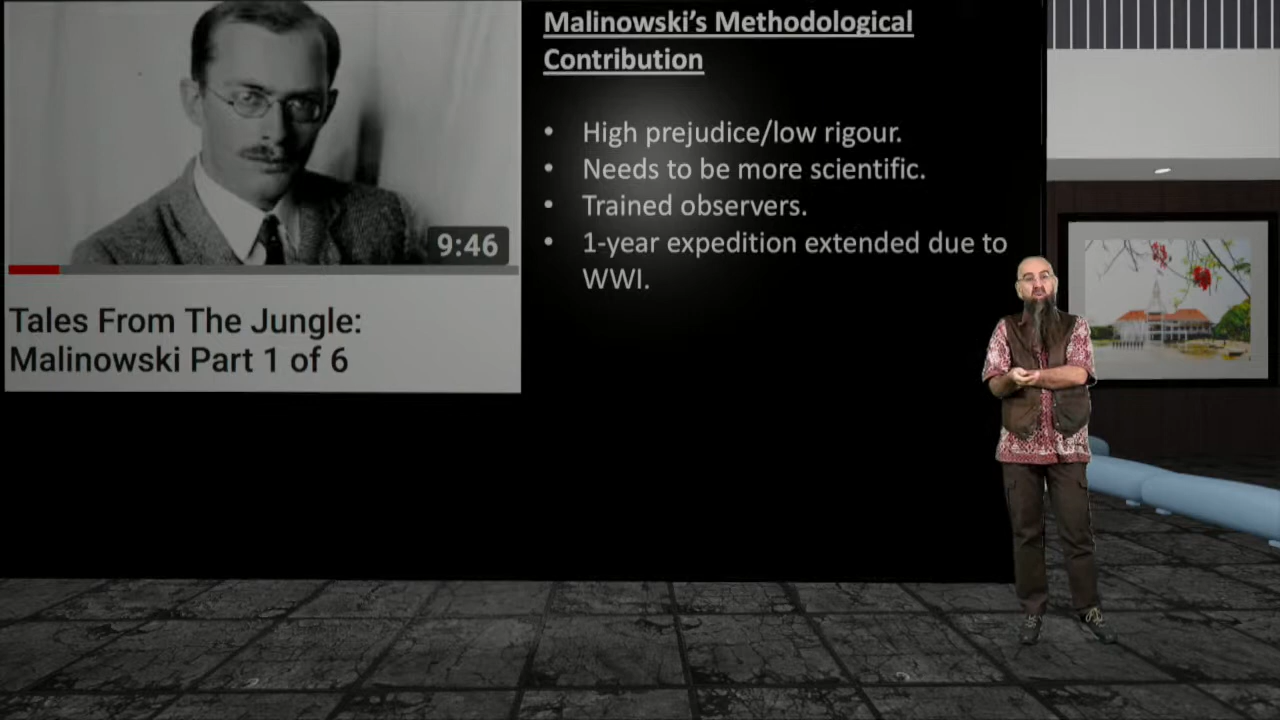 9:46
Tales From The Jungle:
Malinowski Part 1 of 6
Malinowski's Methodological
Contribution
• High prejudice/low rigour.
• Needs to be more scientific.
• Trained observers.
• 1-year expedition extended due to
WWI.